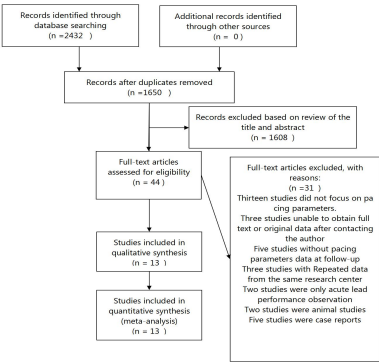 Records identified through
database searching
(n =2432 )
Additional records identified
through other sources
(n = 0)
Records after duplicates removed
(n =1650 )
Records excluded based on review of the
title and abstract
(n = 1608 )
Full-text articles
assessed for eligibility
(n = 44)
Full-text articles excluded, with
reasons:
(n =31 )
Thirteen studies did not focus on pa
cing parameters.
Three studies unable to obtain full
text or original data after contacting
the author
Five studies without pacing
parameters data at follow-up
Three studies with Repeated data
from the same research center
Two studies were only acute lead
performance observation
Two studies were animal studies
Five studies were case reports
Studies included in
qualitative synthesis
(n = 13 )
Studies included in
quantitative synthesis
(meta-analysis)
(n = 13 )